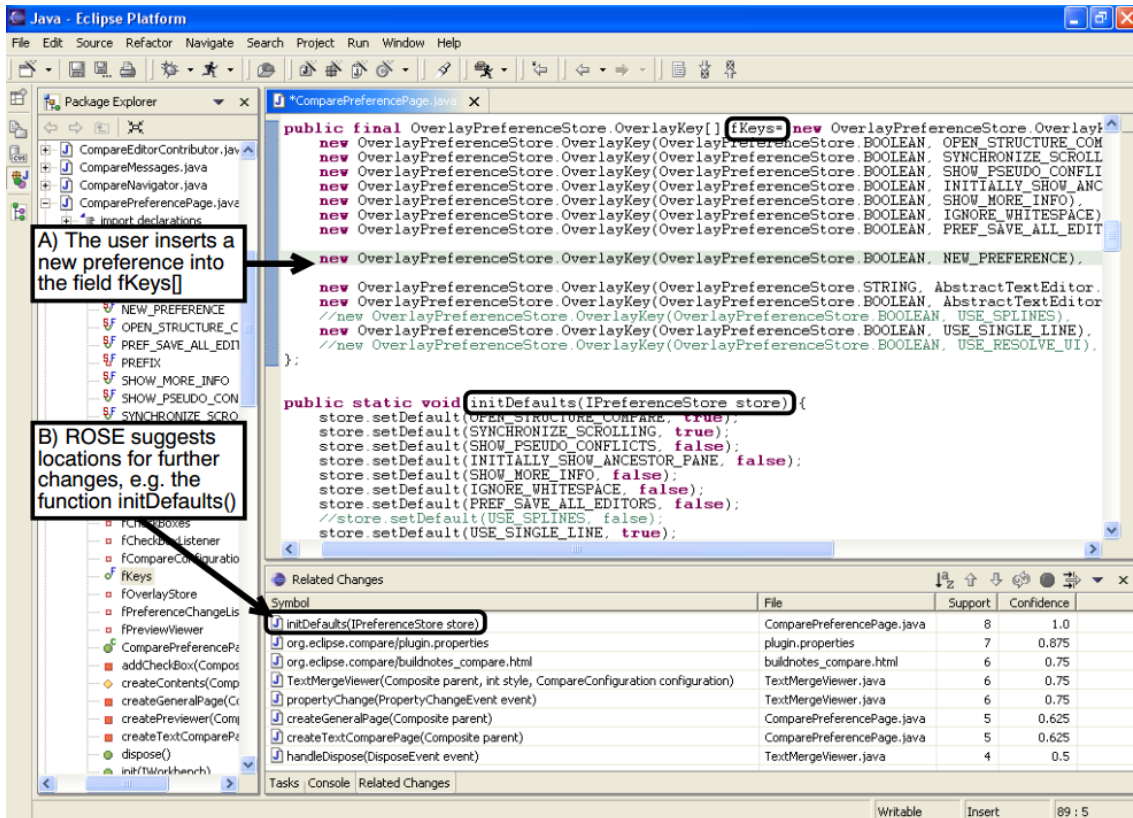 Java - Eclipse Platform
File Edit Source Refactor Navigate Search Project Run Window Help
Package Explorer
*ComparePreferencePage.java
CompareEditorContributor.jav
CompareMessages.java
CompareNavigator.java
ComparePreferencePage.java
import declarations
A) The user inserts a
new preference into
the field fKeys[]
NEW_PREFERENCE
OPEN_STRUCTURE_C
PREF_SAVE_ALL_EDIT
PREFIX
SHOW_MORE_INFO
SHOW_PSEUDO_CON
SYNCHRONIZE_SCRO
B) ROSE suggests
locations for further
changes, e.g. the
function initDefaults()
fCheckBoxes
fCheckBoxListener
fCompareConfiguratio
fKeys
fOverlayStore
fPreferenceChangeLis
fPreviewViewer
ComparePreferencePa
addCheckBox(Compos
createContents(Comp
createGeneralPage(Co
createPreviewer(Comp
createTextComparePa
dispose()
init(IWorkbench)
public final OverlayPreferenceStore.OverlayKey[] fKeys= new OverlayPreferenceStore.OverlayK
new OverlayPreferenceStore.OverlayKey(OverlayPreferenceStore.BOOLEAN, OPEN_STRUCTURE_COM
new OverlayPreferenceStore.OverlayKey(OverlayPreferenceStore.BOOLEAN, SYNCHRONIZE_SCROLL
new OverlayPreferenceStore.OverlayKey(OverlayPreferenceStore.BOOLEAN, SHOW_PSEUDO_CONFLI
new OverlayPreferenceStore.OverlayKey(OverlayPreferenceStore.BOOLEAN, INITIALLY_SHOW_ANC
new OverlayPreferenceStore.OverlayKey(OverlayPreferenceStore.BOOLEAN, SHOW_MORE_INFO),
new OverlayPreferenceStore.OverlayKey(OverlayPreferenceStore.BOOLEAN, IGNORE_WHITESPACE)
new OverlayPreferenceStore.OverlayKey(OverlayPreferenceStore.BOOLEAN, PREF_SAVE_ALL_EDIT
new OverlayPreferenceStore.OverlayKey(OverlayPreferenceStore.BOOLEAN, NEW_PREFERENCE),
new OverlayPreferenceStore.OverlayKey(OverlayPreferenceStore.STRING, AbstractTextEditor.
new OverlayPreferenceStore.OverlayKey(OverlayPreferenceStore.BOOLEAN, AbstractTextEditor
//new OverlayPreferenceStore.OverlayKey(OverlayPreferenceStore.BOOLEAN, USE_SPLINES),
new OverlayPreferenceStore.OverlayKey(OverlayPreferenceStore.BOOLEAN, USE_SINGLE_LINE),
//new OverlayPreferenceStore.OverlayKey(OverlayPreferenceStore.BOOLEAN, USE_RESOLVE_UI),
};
public static void initDefaults(IPreferenceStore store) {
store.setDefault(OPEN_STRUCTURE_COMPARE, true);
store.setDefault(SYNCHRONIZE_SCROLLING, true);
store.setDefault(SHOW_PSEUDO_CONFLICTS, false);
store.setDefault(INITIALLY_SHOW_ANCESTOR_PANE, false);
store.setDefault(SHOW_MORE_INFO, false);
store.setDefault(IGNORE_WHITESPACE, false);
store.setDefault(PREF_SAVE_ALL_EDITORS, false);
//store.setDefault(USE_SPLINES, false);
store.setDefault(USE_SINGLE_LINE, true);
Related Changes
Symbol File Support Confidence
initDefaults(IPreferenceStore store) ComparePreferencePage.java 8 1.0
org.eclipse.compare/plugin.properties plugin.properties 7 0.875
org.eclipse.compare/buildnotes_compare.html buildnotes_compare.html 6 0.75
TextMergeViewer(Composite parent, int style, CompareConfiguration configuration) TextMergeViewer.java 6 0.75
propertyChange(PropertyChangeEvent event) TextMergeViewer.java 6 0.75
createGeneralPage(Composite parent) ComparePreferencePage.java 5 0.625
createTextComparePage(Composite parent) ComparePreferencePage.java 5 0.625
handleDispose(DisposeEvent event) TextMergeViewer.java 4 0.5
Tasks Console Related Changes
Writable Insert 89 : 5